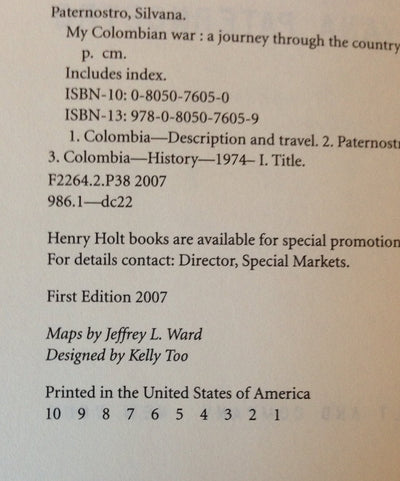 Paternostro, Silvana.
My Colombian war : a journey through the country
p. cm.
Includes index.
ISBN-10: 0-8050-7605-0
ISBN-13: 978-0-8050-7605-9
1. Colombia—Description and travel. 2. Paternostr
3. Colombia—History—1974– I. Title.
F2264.2.P38 2007
986.1—dc22
Henry Holt books are available for special promotion
For details contact: Director, Special Markets.
First Edition 2007
Maps by Jeffrey L. Ward
Designed by Kelly Too
Printed in the United States of America
10 9 8 7 6 5 4 3 2 1